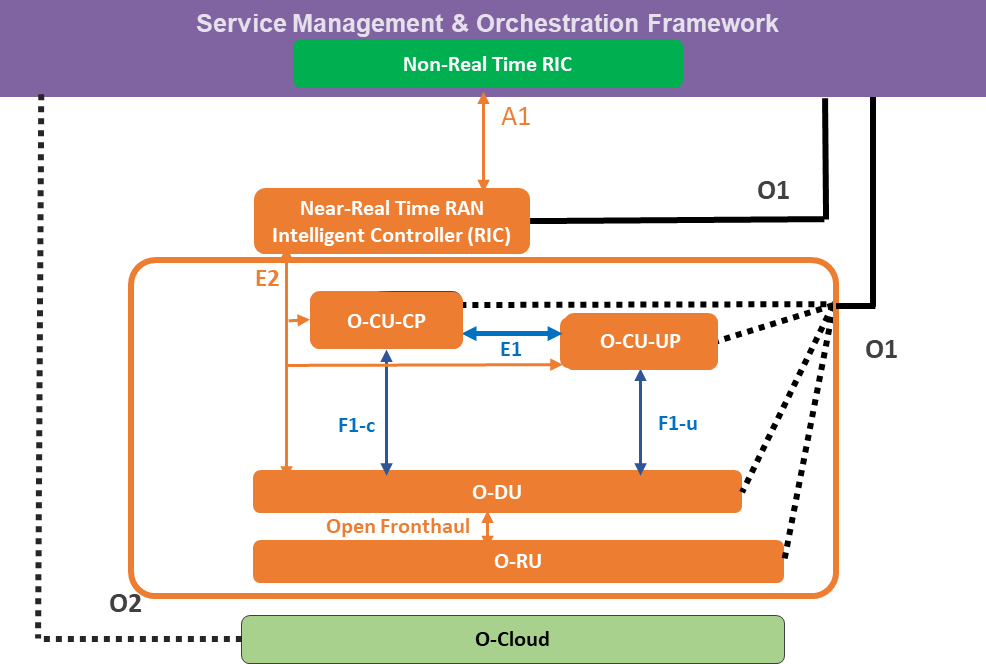 Service Management & Orchestration Framework
Non-Real Time RIC
A1
O1
Near-Real Time RAN
Intelligent Controller (RIC)
E2
O-CU-CP
E1
O-CU-UP
O1
F1-c
F1-u
O-DU
Open Fronthaul
O-RU
O2
O-Cloud